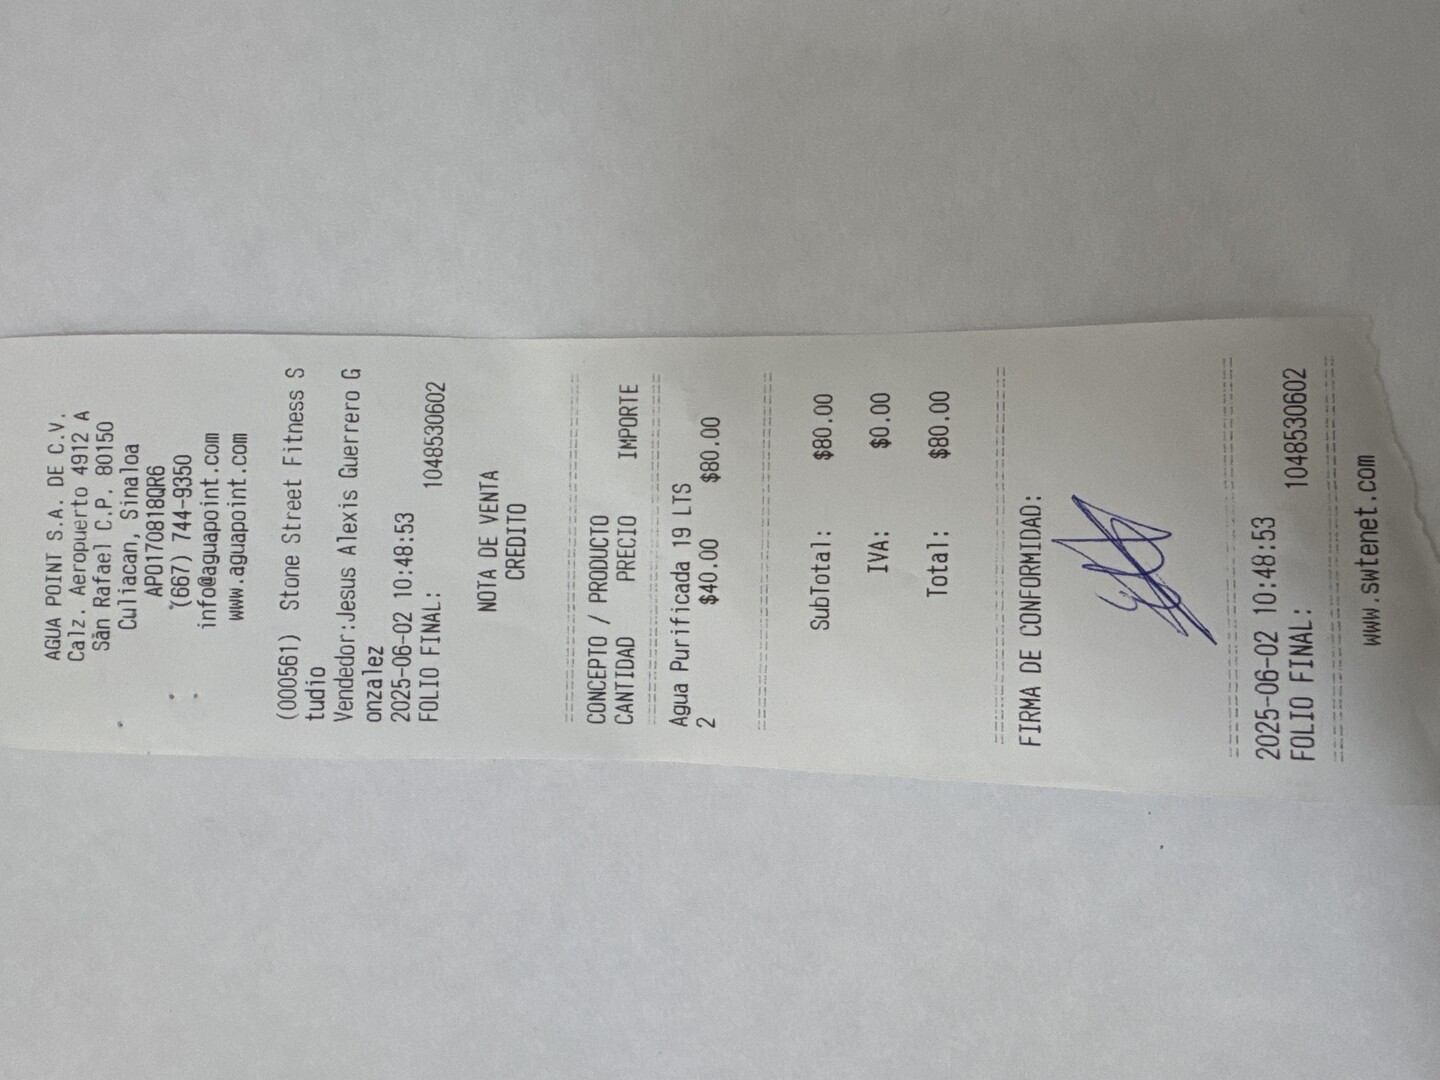 AGUA POINT S.A. DE C.V.
Calz. Aeropuerto 4912 A
San Rafael C.P. 80150
Culiacan, Sinaloa
APO170818QR6
(667) 744-9350
info@aguapoint.com
www.aguapoint.com
(000561) Stone Street Fitness S
tudio
Vendedor:Jesus Alexis Guerrero G
onzalez
2025-06-02 10:48:53
FOLIO FINAL: 1048530602
NOTA DE VENTA
CREDITO
CONCEPTO / PRODUCTO
CANTIDAD PRECIO IMPORTE
Agua Purificada 19 LTS
2 $40.00 $80.00
SubTotal: $80.00
IVA: $0.00
Total: $80.00
FIRMA DE CONFORMIDAD:
2025-06-02 10:48:53
FOLIO FINAL: 1048530602
www.swtenet.com